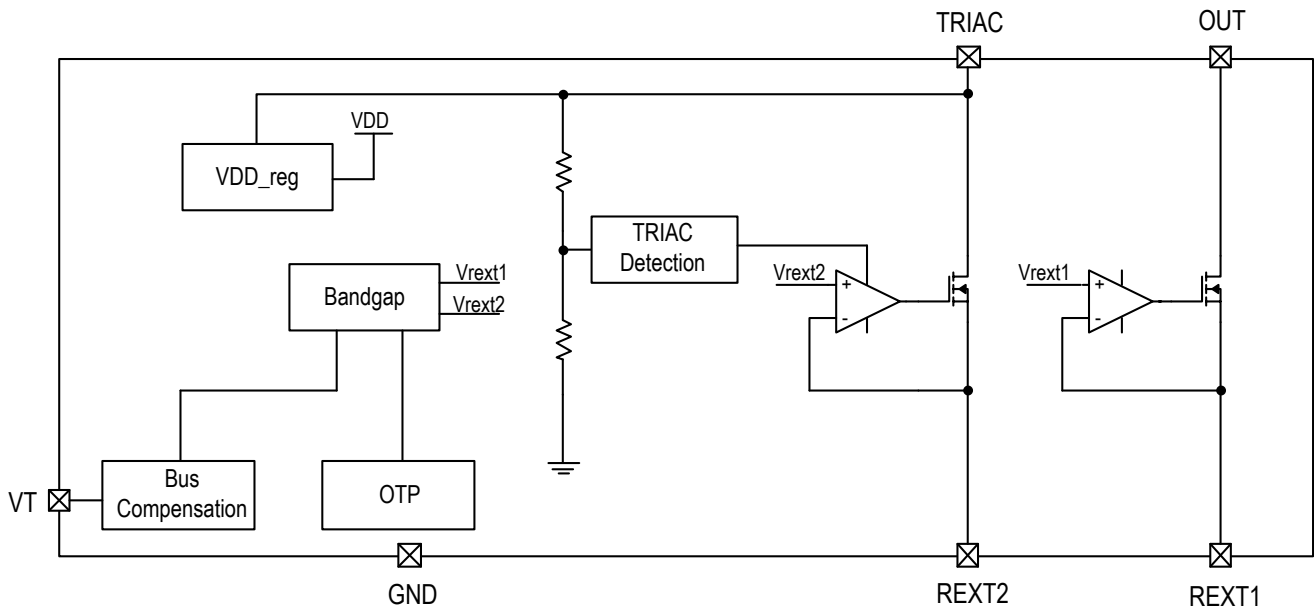 TRIAC
OUT
VDD
VDD_reg
TRIAC
Detection
Vrext1
Vrext2
Bandgap
Vrext2
+
-
Vrext1
+
-
Bus
Compensation
OTP
VT
GND
REXT2
REXT1